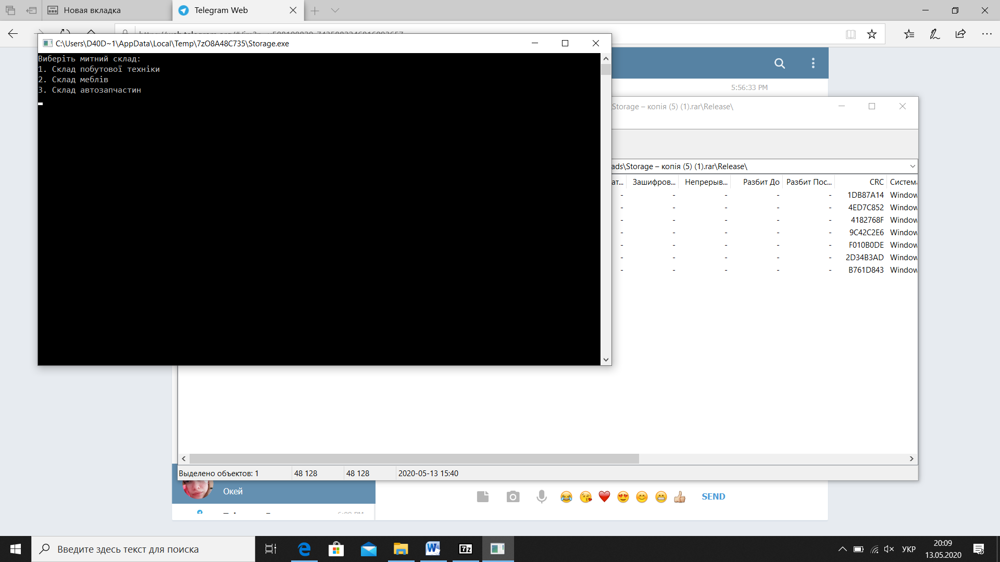 Новая вкладка
Telegram Web
C:\Users\D40D~1\AppData\Local\Temp\7zO8A48C735\Storage.exe
Виберіть митний склад:
1. Склад побутової техніки
2. Склад меблів
3. Склад автозапчастин
5:56:33 PM
Storage – копія (5) (1).rar\Release\
ads\Storage – копія (5) (1).rar\Release\
ат... Зашифров... Непрерыв... Разбит До Разбит Пос... CRC Система
- - - - - 1DB87A14 Window
- - - - - 4ED7C852 Window
- - - - - 4182768F Window
- - - - - 9C42C2E6 Window
- - - - - F010B0DE Window
- - - - - 2D34B3AD Window
- - - - - B761D843 Window
Выделено объектов: 1 48 128 48 128 2020-05-13 15:40
Окей
SEND
Введите здесь текст для поиска
7z
УКР
20:09
13.05.2020